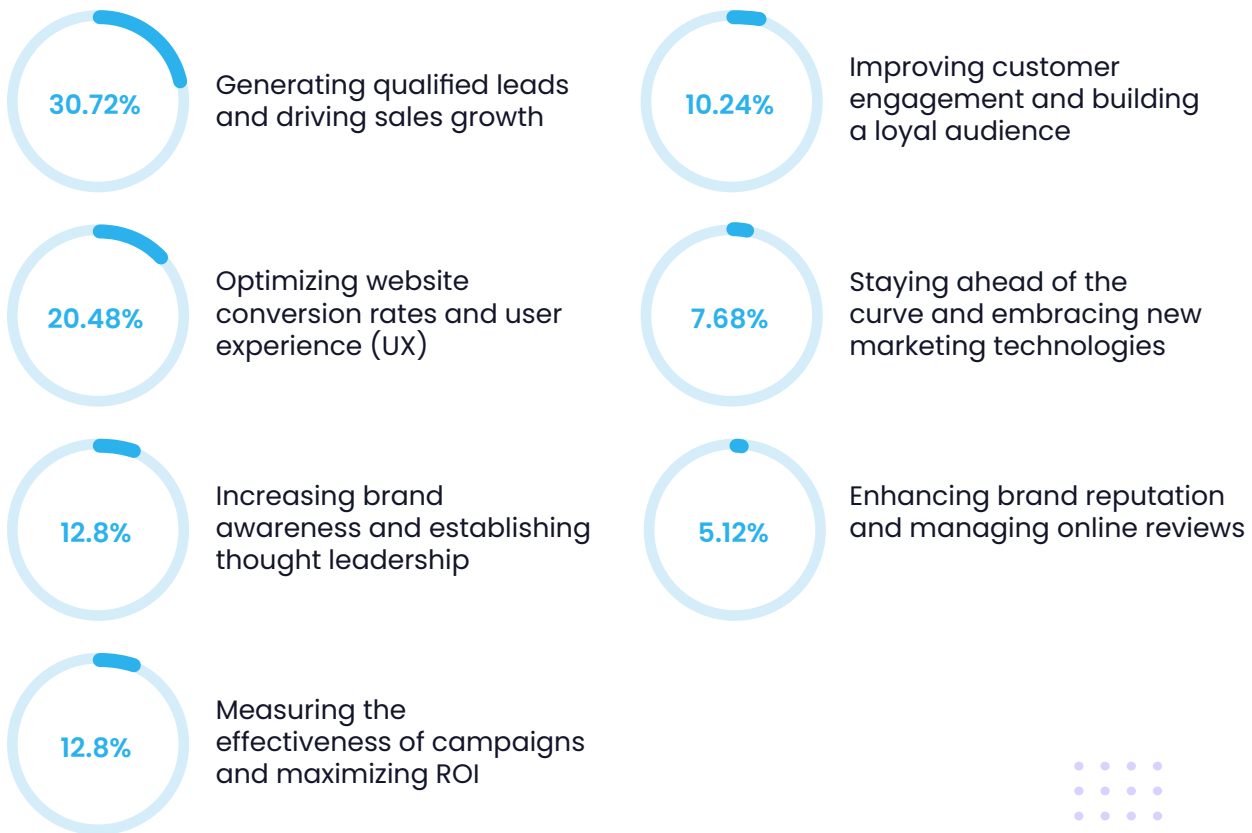 30.72%
Generating qualified leads
and driving sales growth
20.48%
Optimizing website
conversion rates and user
experience (UX)
12.8%
Increasing brand
awareness and establishing
thought leadership
12.8%
Measuring the
effectiveness of campaigns
and maximizing ROI
10.24%
Improving customer
engagement and building
a loyal audience
7.68%
Staying ahead of the
curve and embracing new
marketing technologies
5.12%
Enhancing brand reputation
and managing online reviews